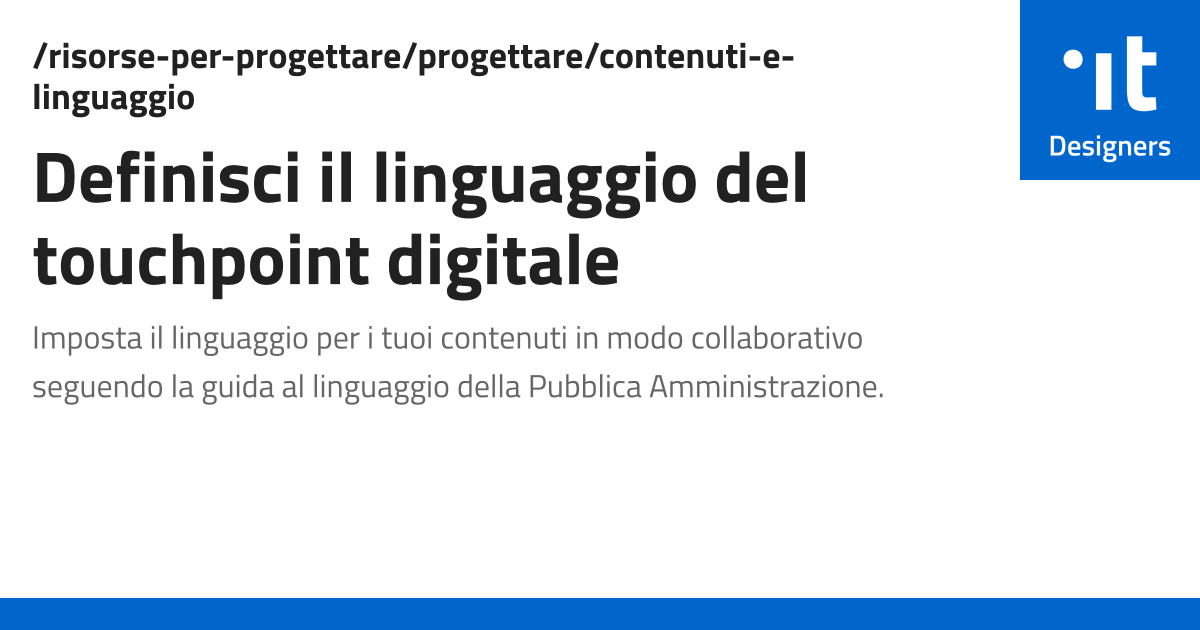 /risorse-per-progettare/progettare/contenuti-e-
linguaggio
Definisci il linguaggio del
touchpoint digitale
Imposta il linguaggio per i tuoi contenuti in modo collaborativo
seguendo la guida al linguaggio della Pubblica Amministrazione.
it
Designers